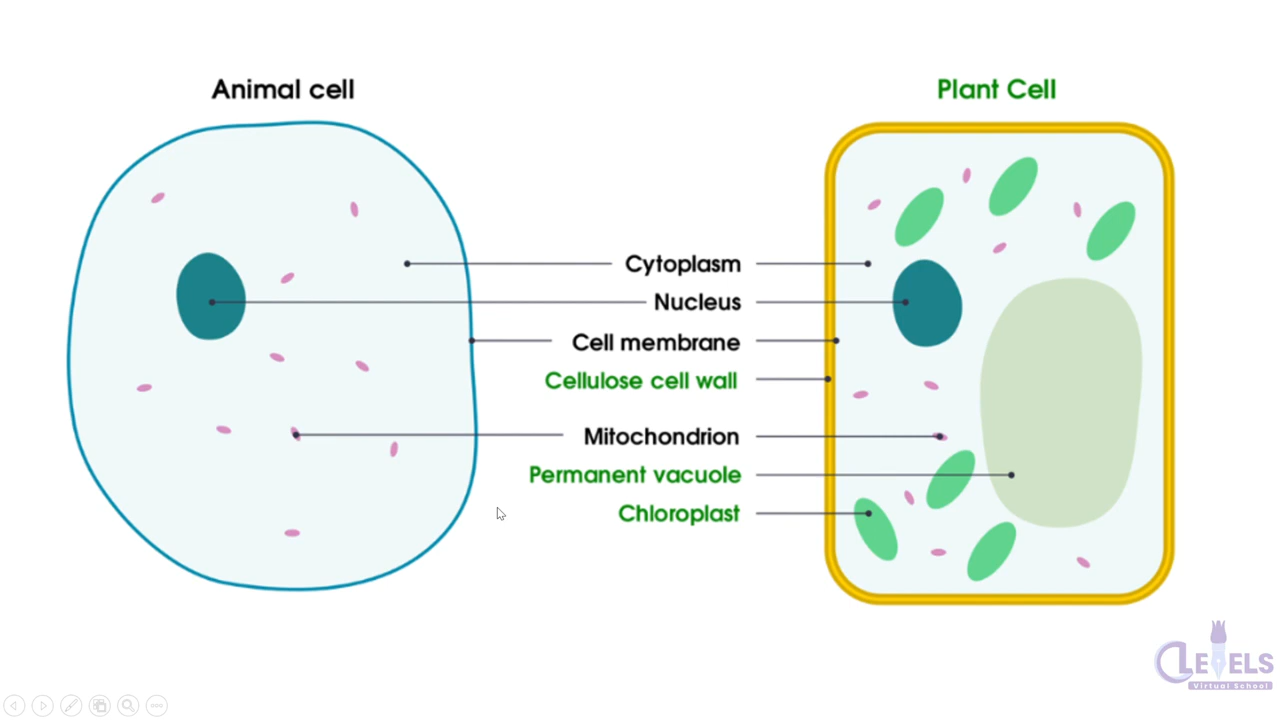 Animal cell
Plant Cell
Cytoplasm
Nucleus
Cell membrane
Cellulose cell wall
Mitochondrion
Permanent vacuole
Chloroplast
LEVELS
Virtual School